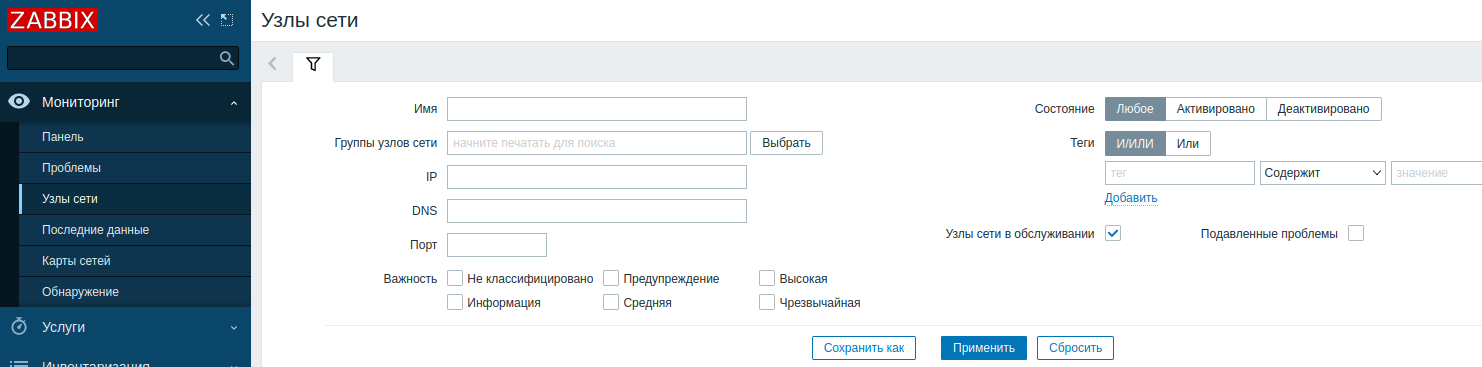 ZABBIX
Узлы сети
Мониторинг
Панель
Проблемы
Узлы сети
Последние данные
Карты сетей
Обнаружение
Услуги
Инвентаризация
Имя
Группы узлов сети начните печатать для поиска Выбрать
IP
DNS
Порт
Важность Не классифицировано Предупреждение Высокая
Информация Средняя Чрезвычайная
Состояние Любое Активировано Деактивировано
Теги И/ИЛИ Или
тег Содержит значение
Добавить
Узлы сети в обслуживании Подавленные проблемы
Сохранить как Применить Сбросить